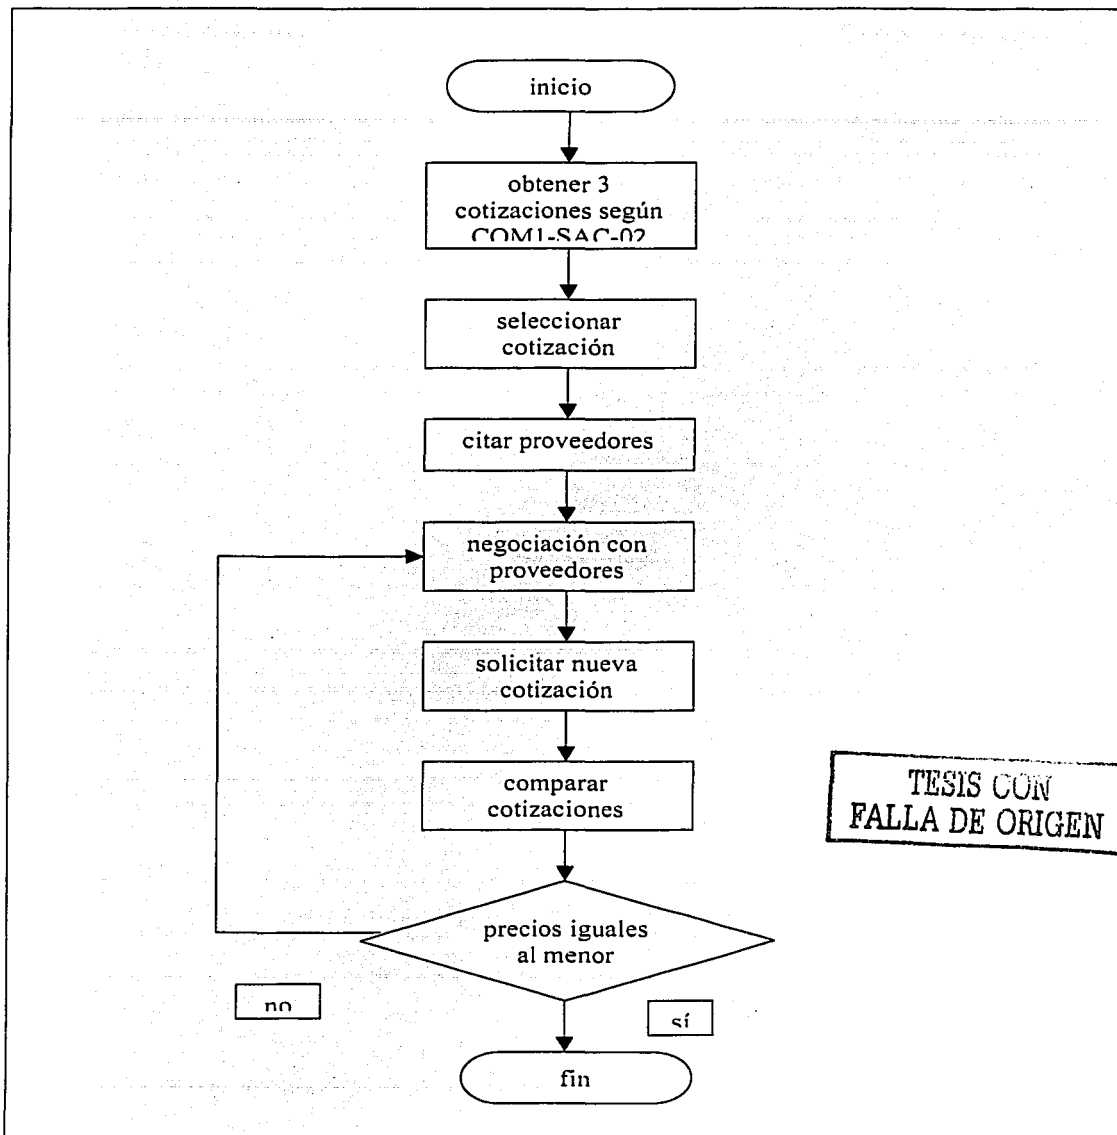 inicio
obtener 3
cotizaciones según
COM1-SAC-02
seleccionar
cotización
citar proveedores
negociación con
proveedores
solicitar nueva
cotización
comparar
cotizaciones
TESIS CON
FALLA DE ORIGEN
precios iguales
al menor
no
sí
fin